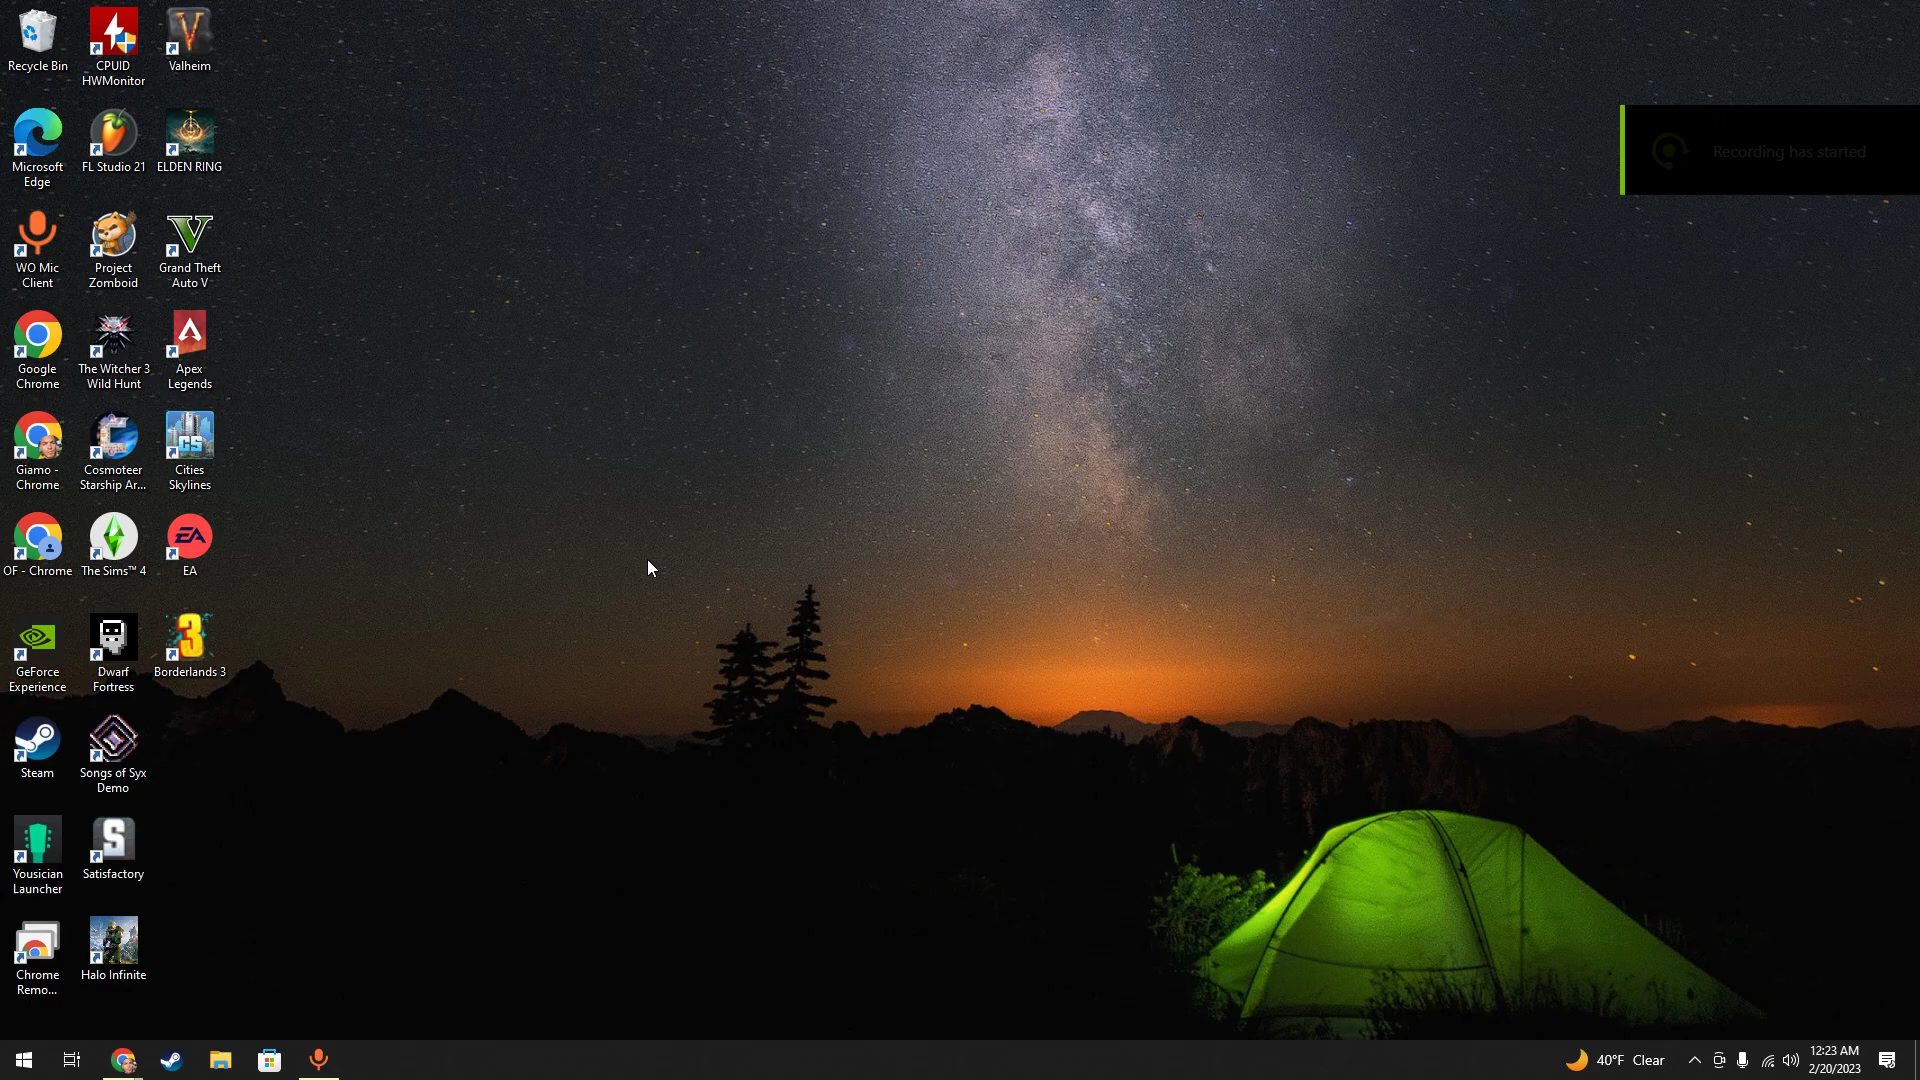 Recycle Bin
CPUID
HWMonitor
Valheim
Microsoft
Edge
FL Studio 21
ELDEN RING
WO Mic
Client
Project
Zomboid
Grand Theft
Auto V
Google
Chrome
The Witcher 3
Wild Hunt
Apex
Legends
Giamo -
Chrome
Cosmoteer
Starship Ar...
Cities
Skylines
OF - Chrome
The Sims™ 4
EA
GeForce
Experience
Dwarf
Fortress
Borderlands 3
Steam
Songs of Syx
Demo
Yousician
Launcher
Satisfactory
Chrome
Remo...
Halo Infinite
Recording has started
40°F Clear
12:23 AM
2/20/2023